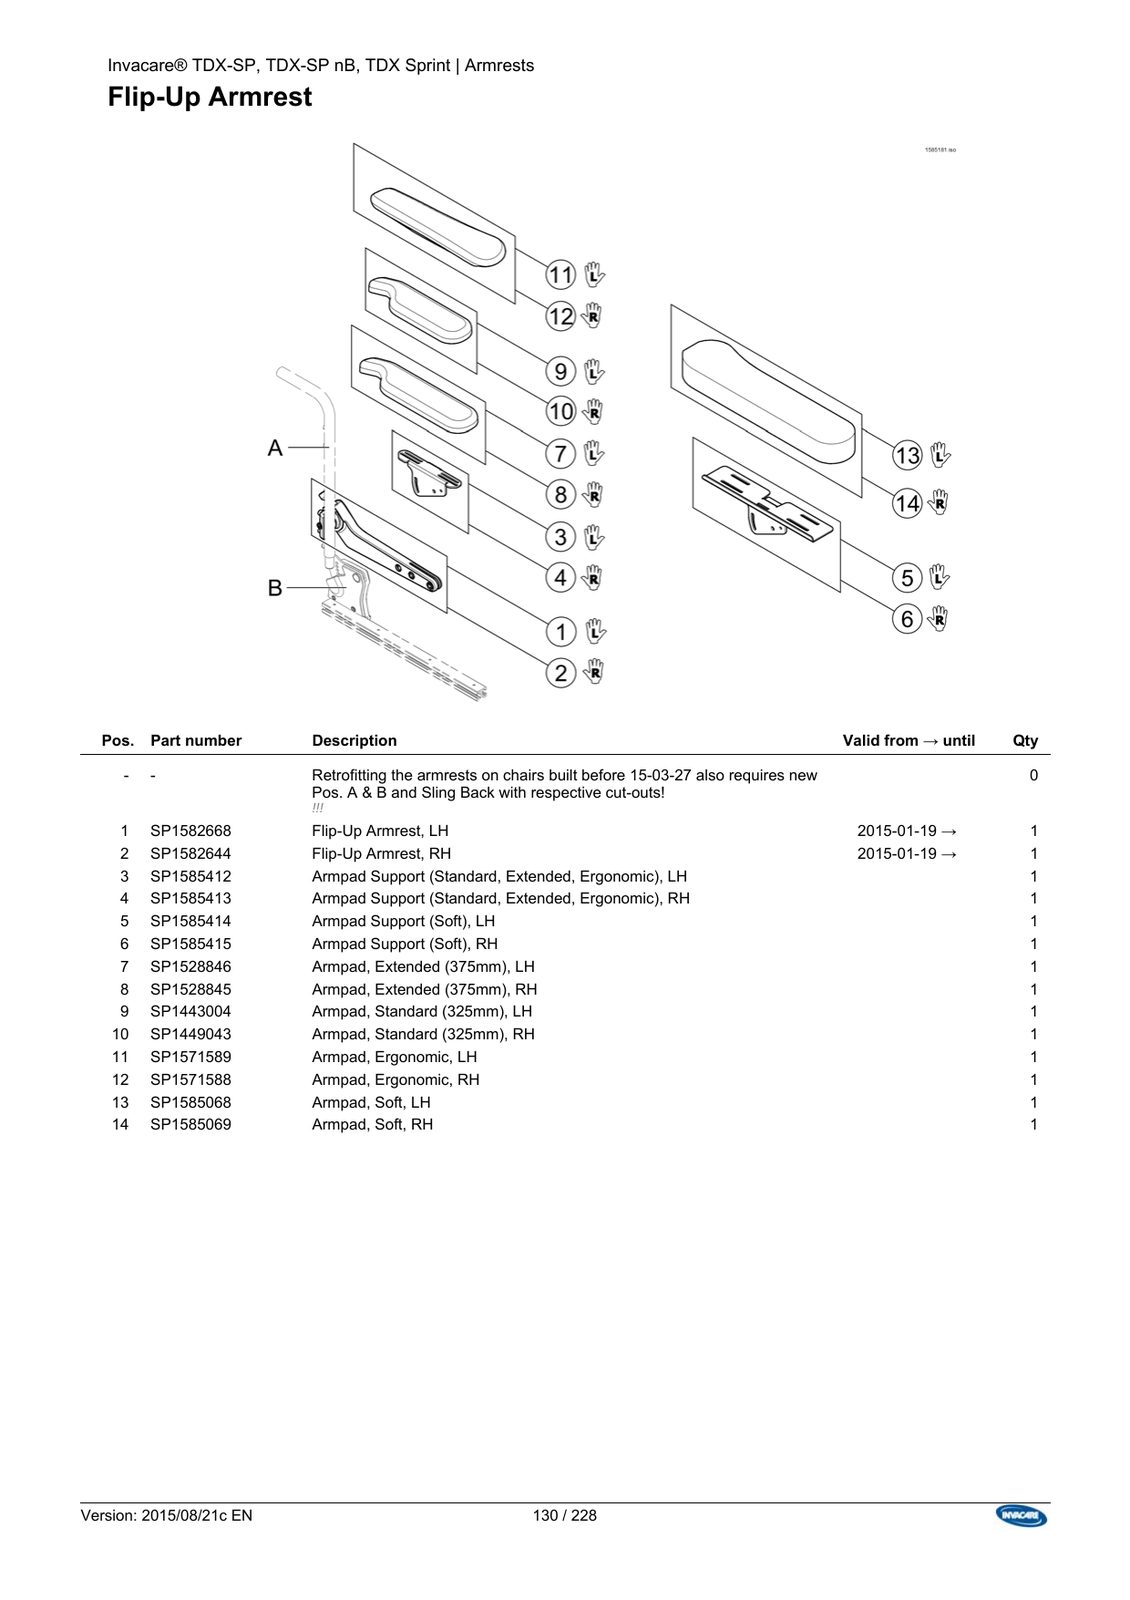 Invacare® TDX-SP, TDX-SP nB, TDX Sprint | Armrests
Flip-Up Armrest
1585181.iso
11 L
12 R
9 L
10 R
A
7 L
13 L
8 R
14 R
3 L
4 R
5 L
B
6 R
1 L
2 R
Pos. Part number Description Valid from → until Qty
- - Retrofitting the armrests on chairs built before 15-03-27 also requires new 0
Pos. A & B and Sling Back with respective cut-outs!
!!!
1 SP1582668 Flip-Up Armrest, LH 2015-01-19 → 1
2 SP1582644 Flip-Up Armrest, RH 2015-01-19 → 1
3 SP1585412 Armpad Support (Standard, Extended, Ergonomic), LH 1
4 SP1585413 Armpad Support (Standard, Extended, Ergonomic), RH 1
5 SP1585414 Armpad Support (Soft), LH 1
6 SP1585415 Armpad Support (Soft), RH 1
7 SP1528846 Armpad, Extended (375mm), LH 1
8 SP1528845 Armpad, Extended (375mm), RH 1
9 SP1443004 Armpad, Standard (325mm), LH 1
10 SP1449043 Armpad, Standard (325mm), RH 1
11 SP1571589 Armpad, Ergonomic, LH 1
12 SP1571588 Armpad, Ergonomic, RH 1
13 SP1585068 Armpad, Soft, LH 1
14 SP1585069 Armpad, Soft, RH 1
Version: 2015/08/21c EN 130 / 228 INVACARE